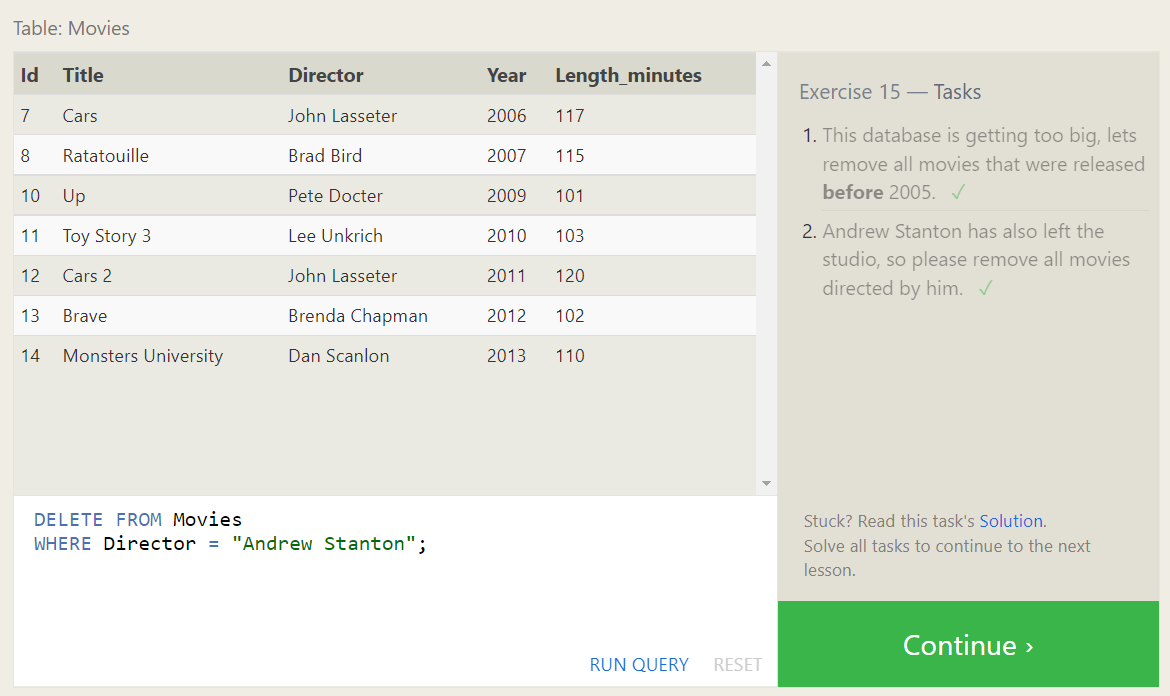 Table: Movies
Id Title Director Year Length_minutes
7 Cars John Lasseter 2006 117
8 Ratatouille Brad Bird 2007 115
10 Up Pete Docter 2009 101
11 Toy Story 3 Lee Unkrich 2010 103
12 Cars 2 John Lasseter 2011 120
13 Brave Brenda Chapman 2012 102
14 Monsters University Dan Scanlon 2013 110
DELETE FROM Movies
WHERE Director = "Andrew Stanton";
RUN QUERY RESET
Exercise 15 — Tasks
1. This database is getting too big, lets
remove all movies that were released
before 2005. ✓
2. Andrew Stanton has also left the
studio, so please remove all movies
directed by him. ✓
Stuck? Read this task's Solution.
Solve all tasks to continue to the next
lesson.
Continue ›